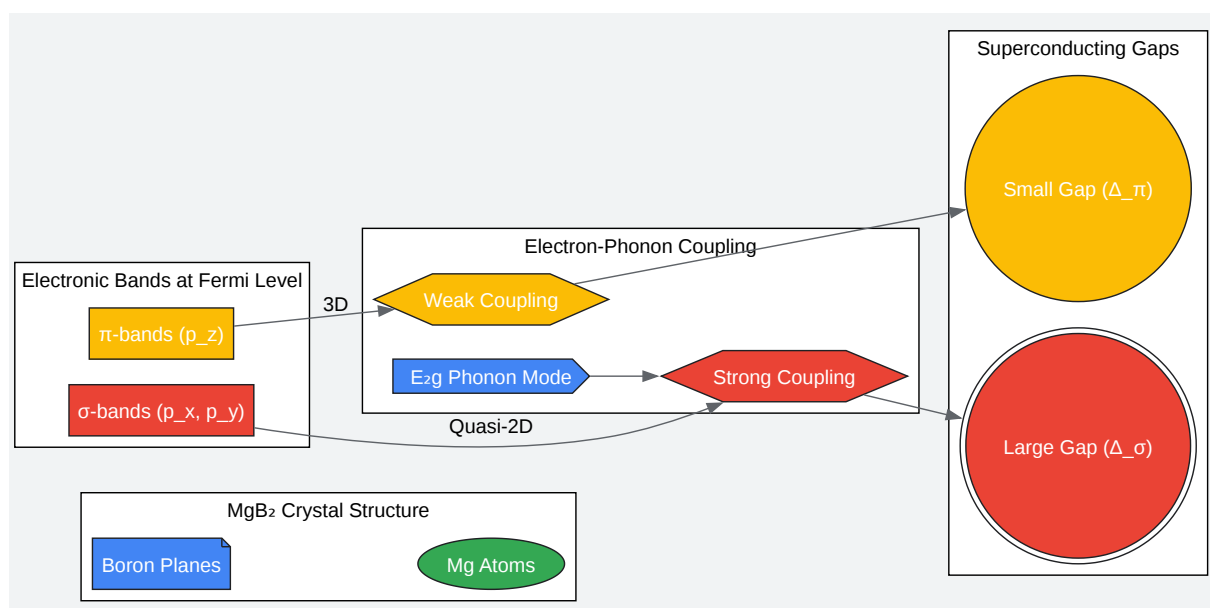 Superconducting Gaps
Small Gap (Δ_π)
Large Gap (Δ_σ)
Electron-Phonon Coupling
Weak Coupling
E₂g Phonon Mode
Strong Coupling
Electronic Bands at Fermi Level
π-bands (p_z)
σ-bands (p_x, p_y)
3D
Quasi-2D
MgB₂ Crystal Structure
Boron Planes
Mg Atoms